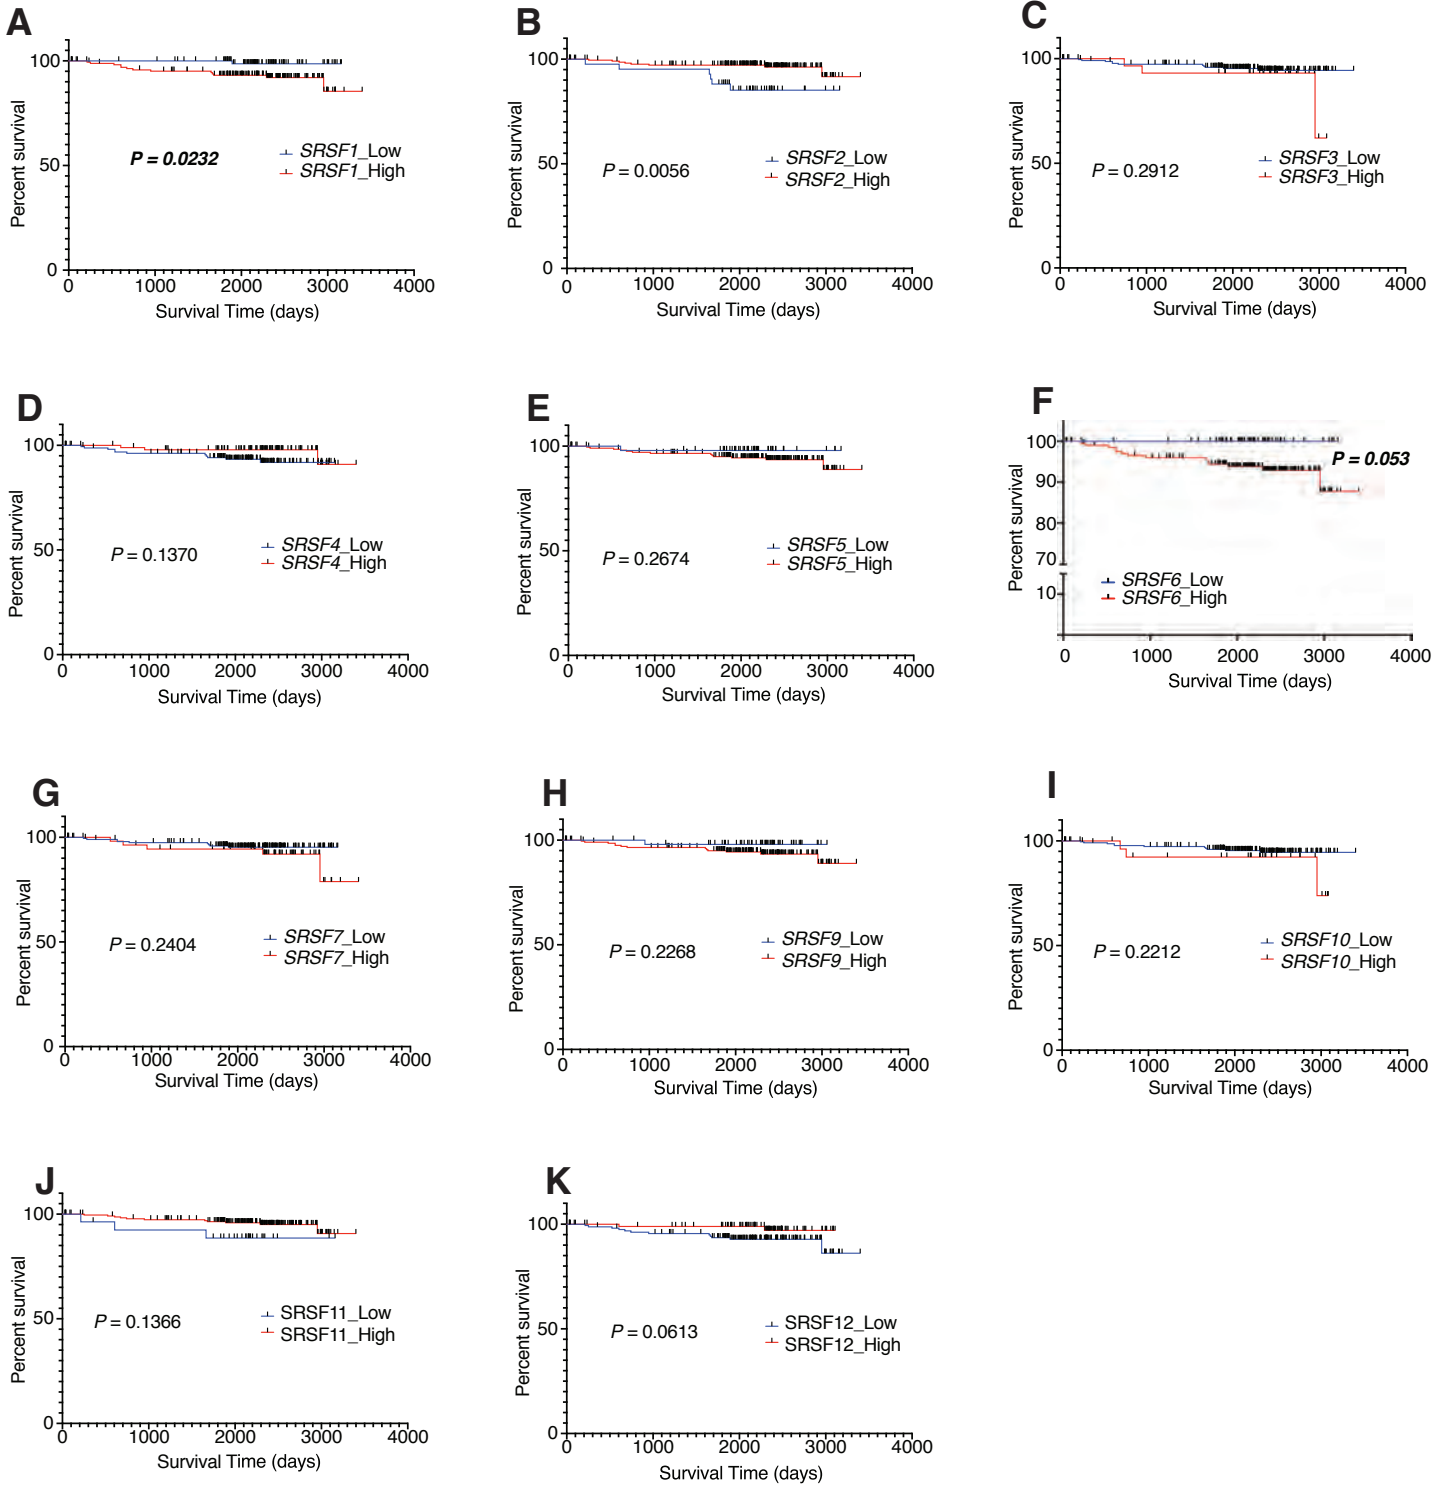 A
100
50
0
Percent survival
P = 0.0232
SRSF1_Low
SRSF1_High
0 1000 2000 3000 4000
Survival Time (days)
B
100
50
0
Percent survival
P = 0.0056
SRSF2_Low
SRSF2_High
0 1000 2000 3000 4000
Survival Time (days)
C
100
50
0
Percent survival
P = 0.2912
SRSF3_Low
SRSF3_High
0 1000 2000 3000 4000
Survival Time (days)
D
100
50
0
Percent survival
P = 0.1370
SRSF4_Low
SRSF4_High
0 1000 2000 3000 4000
Survival Time (days)
E
100
50
0
Percent survival
P = 0.2674
SRSF5_Low
SRSF5_High
0 1000 2000 3000 4000
Survival Time (days)
F
100
90
80
70
10
Percent survival
P = 0.053
SRSF6_Low
SRSF6_High
0 1000 2000 3000 4000
Survival Time (days)
G
100
50
0
Percent survival
P = 0.2404
SRSF7_Low
SRSF7_High
0 1000 2000 3000 4000
Survival Time (days)
H
100
50
0
Percent survival
P = 0.2268
SRSF9_Low
SRSF9_High
0 1000 2000 3000 4000
Survival Time (days)
I
100
50
0
Percent survival
P = 0.2212
SRSF10_Low
SRSF10_High
0 1000 2000 3000 4000
Survival Time (days)
J
100
50
0
Percent survival
P = 0.1366
SRSF11_Low
SRSF11_High
0 1000 2000 3000 4000
Survival Time (days)
K
100
50
0
Percent survival
P = 0.0613
SRSF12_Low
SRSF12_High
0 1000 2000 3000 4000
Survival Time (days)